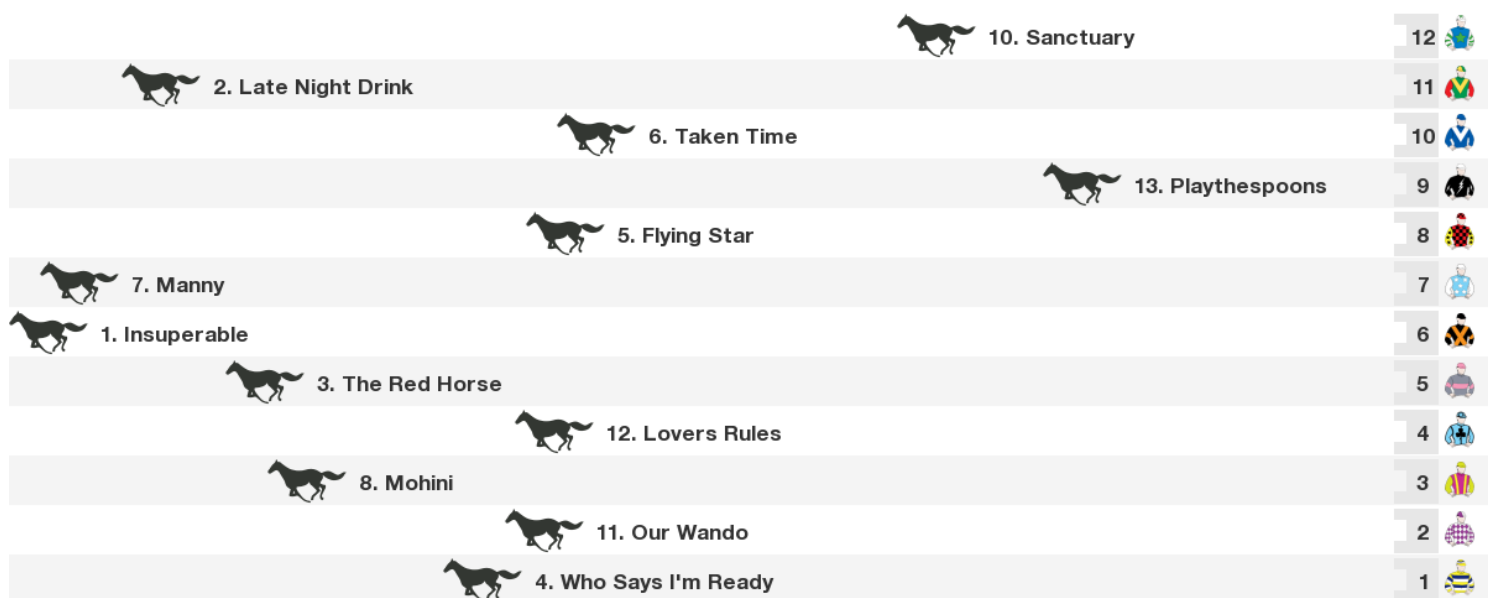 10. Sanctuary 12
2. Late Night Drink 11
6. Taken Time 10
13. Playthespoons 9
5. Flying Star 8
7. Manny 7
1. Insuperable 6
3. The Red Horse 5
12. Lovers Rules 4
8. Mohini 3
11. Our Wando 2
4. Who Says I'm Ready 1